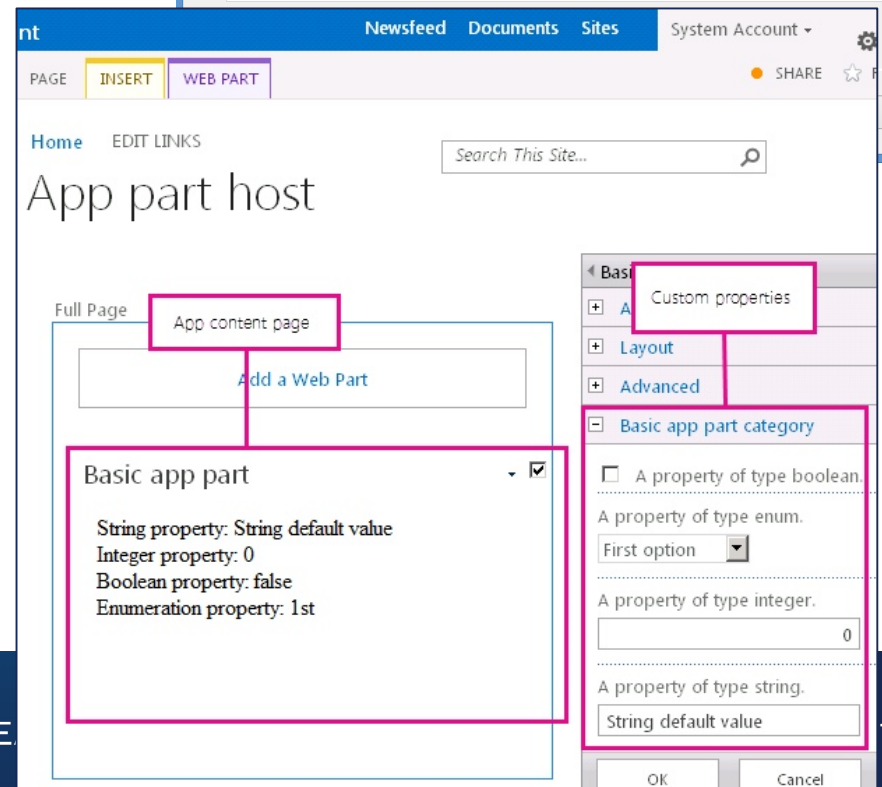 nt
Newsfeed Documents Sites System Account
PAGE INSERT WEB PART SHARE F
Home EDIT LINKS
Search This Site...
App part host
Full Page
App content page
Add a Web Part
Basic app part
String property: String default value
Integer property: 0
Boolean property: false
Enumeration property: 1st
Basi
Custom properties
A
Layout
Advanced
Basic app part category
A property of type boolean.
A property of type enum.
First option
A property of type integer.
0
A property of type string.
String default value
OK Cancel